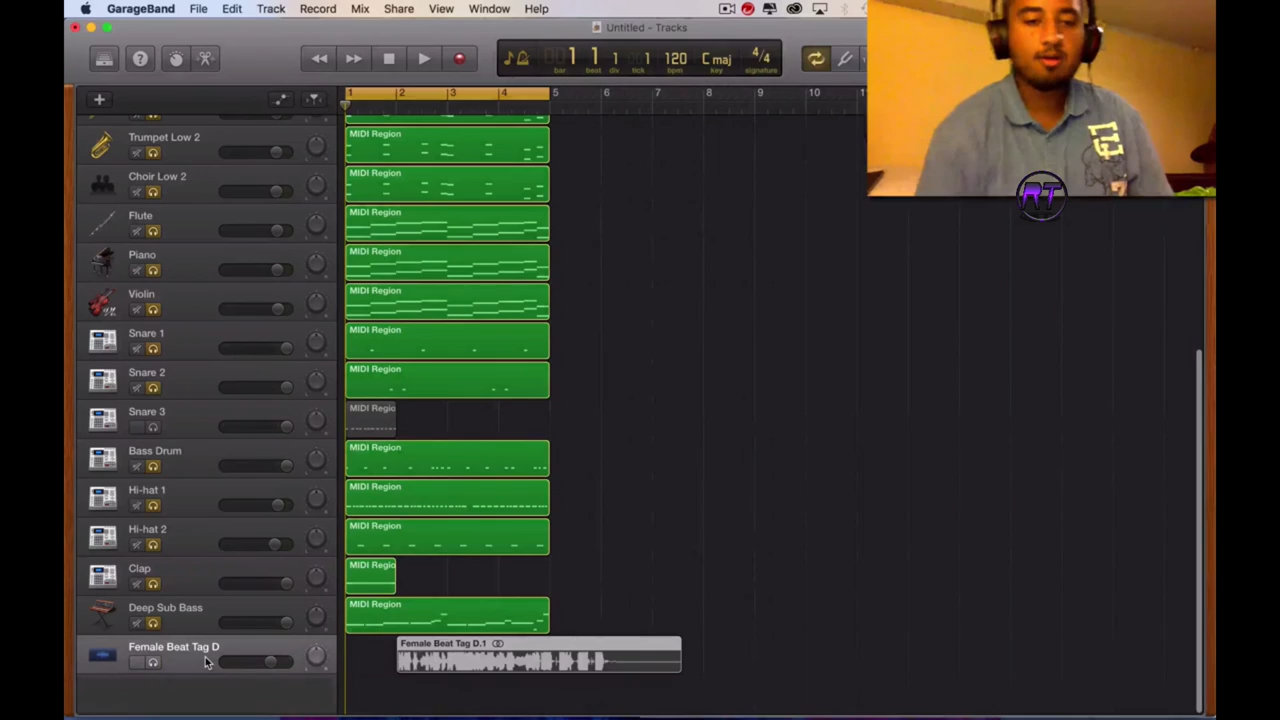 GarageBand File Edit Track Record Mix Share View Window Help
Untitled - Tracks
1 1 1 1 120 C maj 4/4
bar beat div tick bpm key signature
1 2 3 4 5 6 7 8 9 10
Trumpet Low 2 MIDI Region
Choir Low 2 MIDI Region
Flute MIDI Region
Piano MIDI Region
Violin MIDI Region
Snare 1 MIDI Region
Snare 2 MIDI Region
Snare 3 MIDI Regio
Bass Drum MIDI Region
Hi-hat 1 MIDI Region
Hi-hat 2 MIDI Region
Clap MIDI Regio
Deep Sub Bass MIDI Region
Female Beat Tag D Female Beat Tag D.1
RT